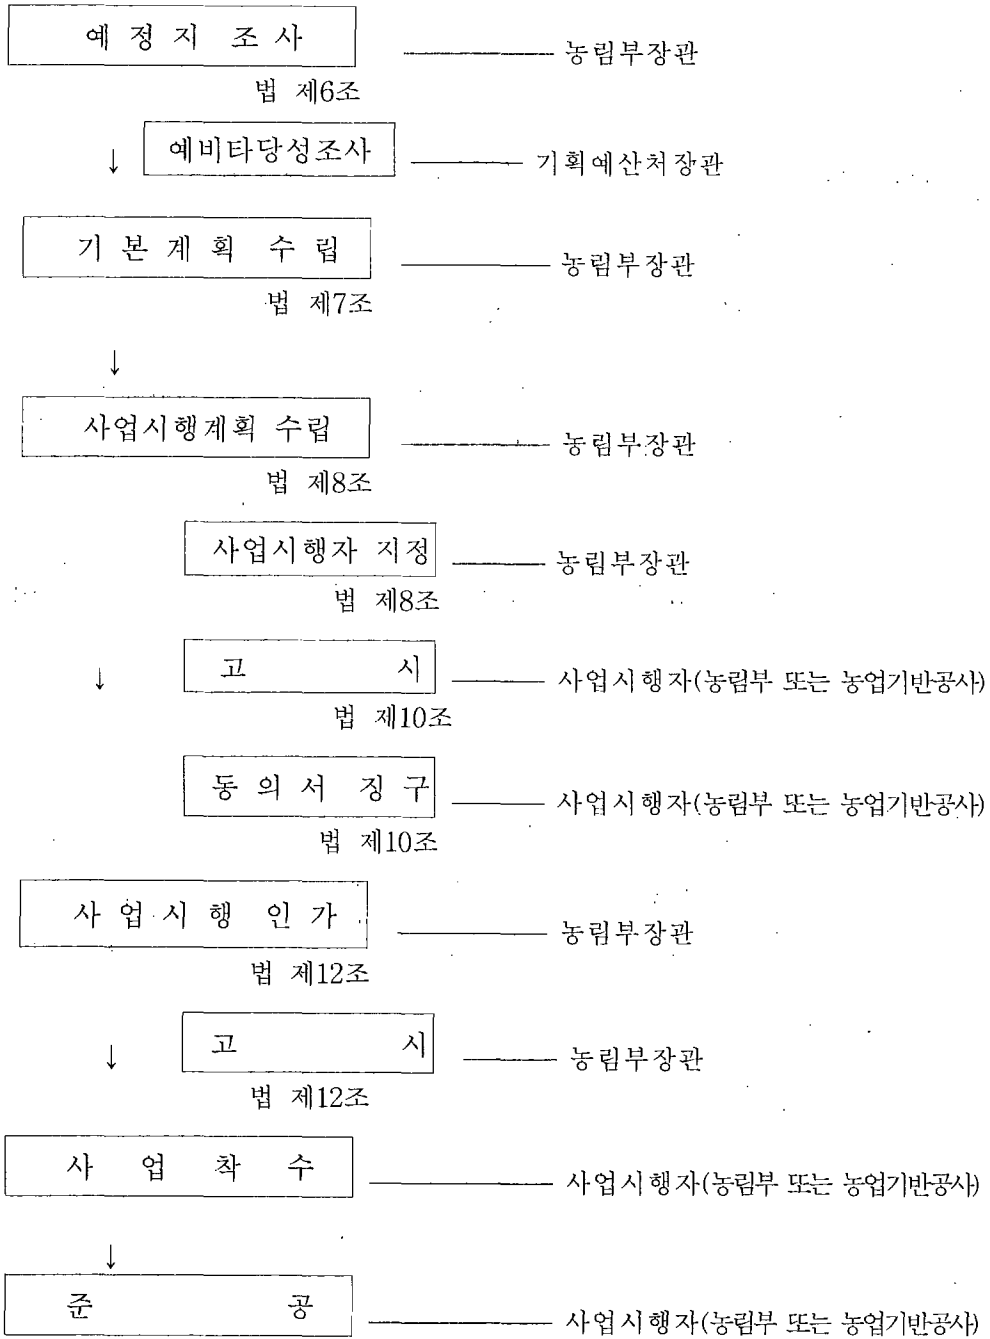 예 정 지 조 사
농림부장관
법 제6조
↓ 예비타당성조사
기획예산처장관
기 본 계 획 수 립
농림부장관
법 제7조
↓
사업시행계획 수립
농림부장관
법 제8조
사업시행자 지정
농림부장관
법 제8조
↓ 고 시
사업시행자(농림부 또는 농업기반공사)
법 제10조
동 의 서 징 구
사업시행자(농림부 또는 농업기반공사)
법 제10조
사 업 시 행 인 가
농림부장관
법 제12조
↓ 고 시
농림부장관
법 제12조
사 업 착 수
사업시행자(농림부 또는 농업기반공사)
↓
준 공
사업시행자(농림부 또는 농업기반공사)